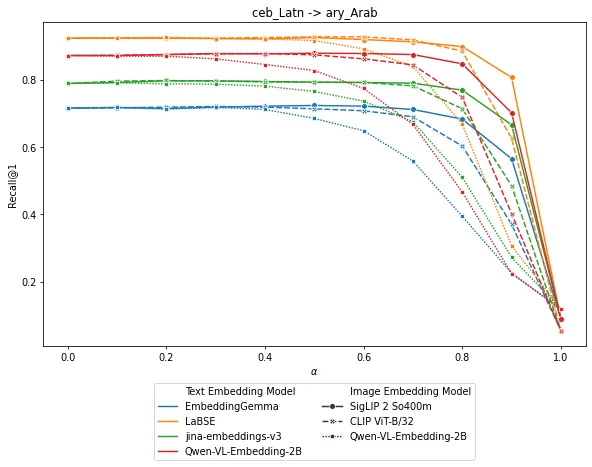 ceb_Latn -> ary_Arab
Recall@1
0.8
0.6
0.4
0.2
0.0 0.2 0.4 0.6 0.8 1.0
α
Text Embedding Model Image Embedding Model
EmbeddingGemma SigLIP 2 So400m
LaBSE CLIP ViT-B/32
jina-embeddings-v3 Qwen-VL-Embedding-2B
Qwen-VL-Embedding-2B